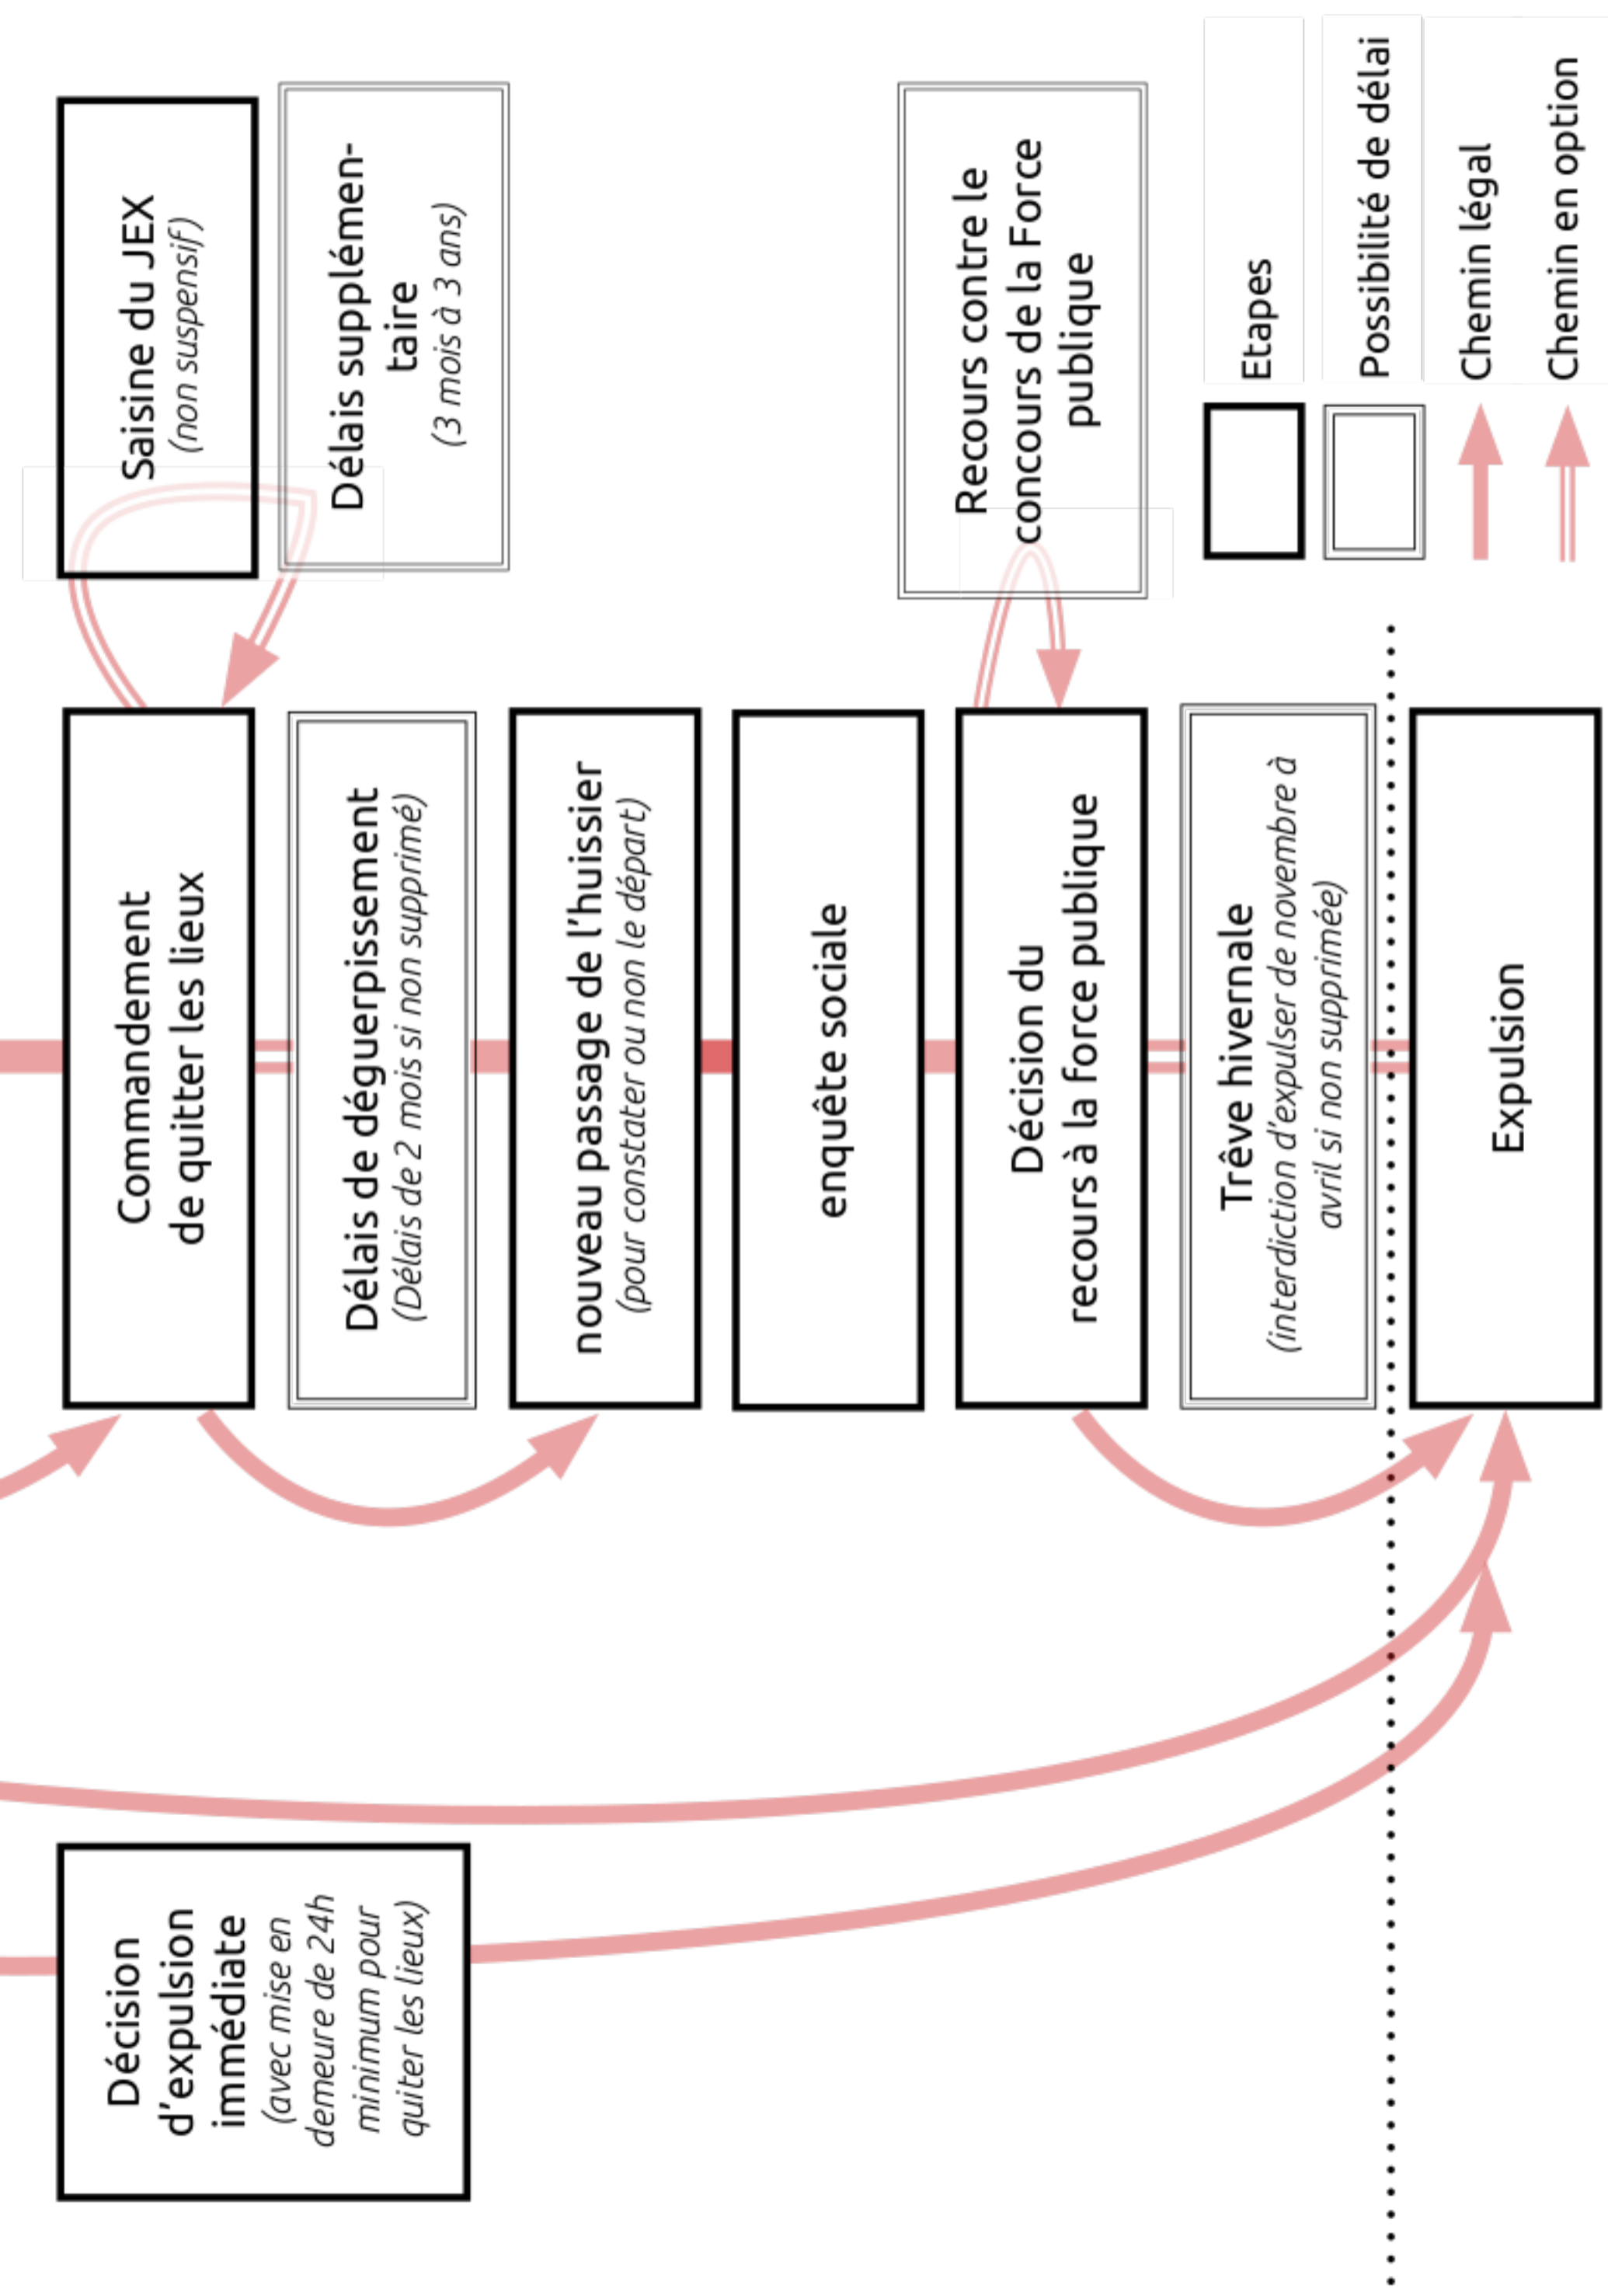 Décision
d'expulsion
immédiate
(avec mise en
demeure de 24h
minimum pour
quiter les lieux)
Commandement
de quitter les lieux
Délais de déguerpissement
(Délais de 2 mois si non supprimé)
nouveau passage de l'huissier
(pour constater ou non le départ)
enquête sociale
Décision du
recours à la force publique
Trêve hivernale
(interdiction d'expulser de novembre à
avril si non supprimée)
Expulsion
Saisine du JEX
(non suspensif)
Délais supplémen-
taire
(3 mois à 3 ans)
Recours contre le
concours de la Force
publique
Etapes
Possibilité de délai
Chemin légal
Chemin en option